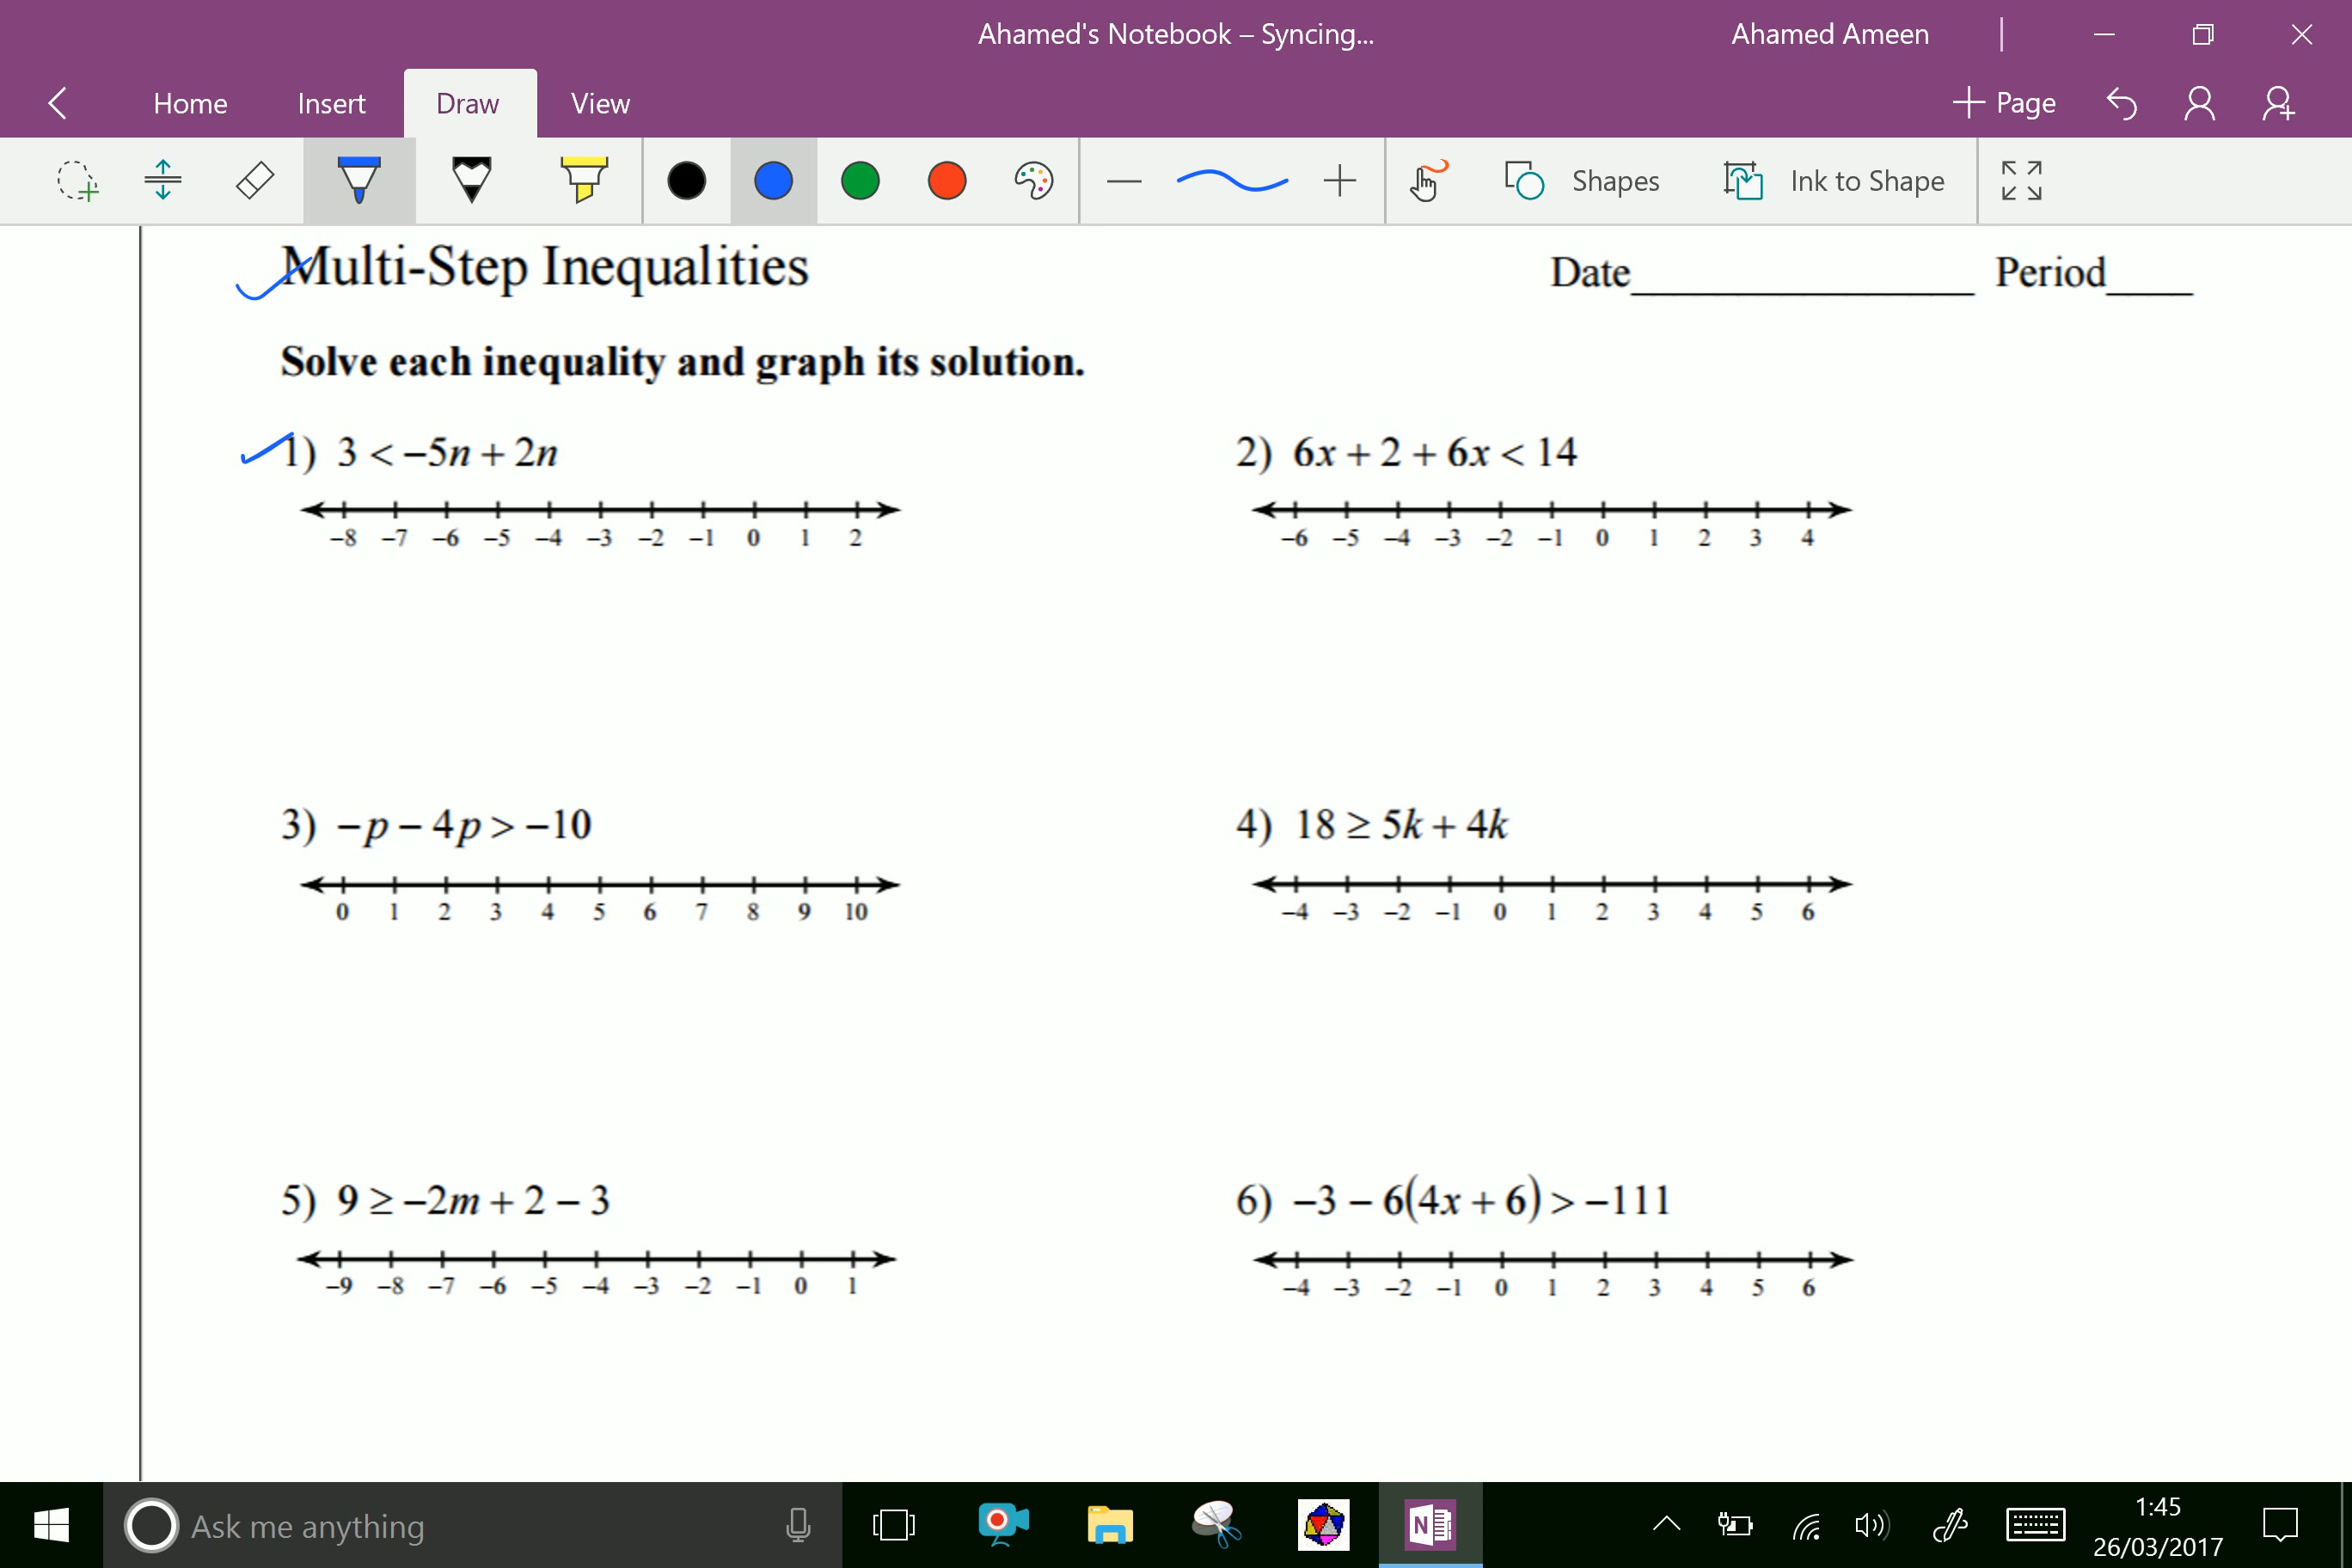 Ahamed's Notebook – Syncing...
Ahamed Ameen
Home Insert Draw View
Page
Shapes
Ink to Shape
Multi-Step Inequalities
Date________________ Period____
Solve each inequality and graph its solution.
1) 3 < −5n + 2n
−8 −7 −6 −5 −4 −3 −2 −1 0 1 2
2) 6x + 2 + 6x < 14
−6 −5 −4 −3 −2 −1 0 1 2 3 4
3) −p − 4p > −10
0 1 2 3 4 5 6 7 8 9 10
4) 18 ≥ 5k + 4k
−4 −3 −2 −1 0 1 2 3 4 5 6
5) 9 ≥ −2m + 2 − 3
−9 −8 −7 −6 −5 −4 −3 −2 −1 0 1
6) −3 − 6(4x + 6) > −111
−4 −3 −2 −1 0 1 2 3 4 5 6
Ask me anything
N
1:45
26/03/2017